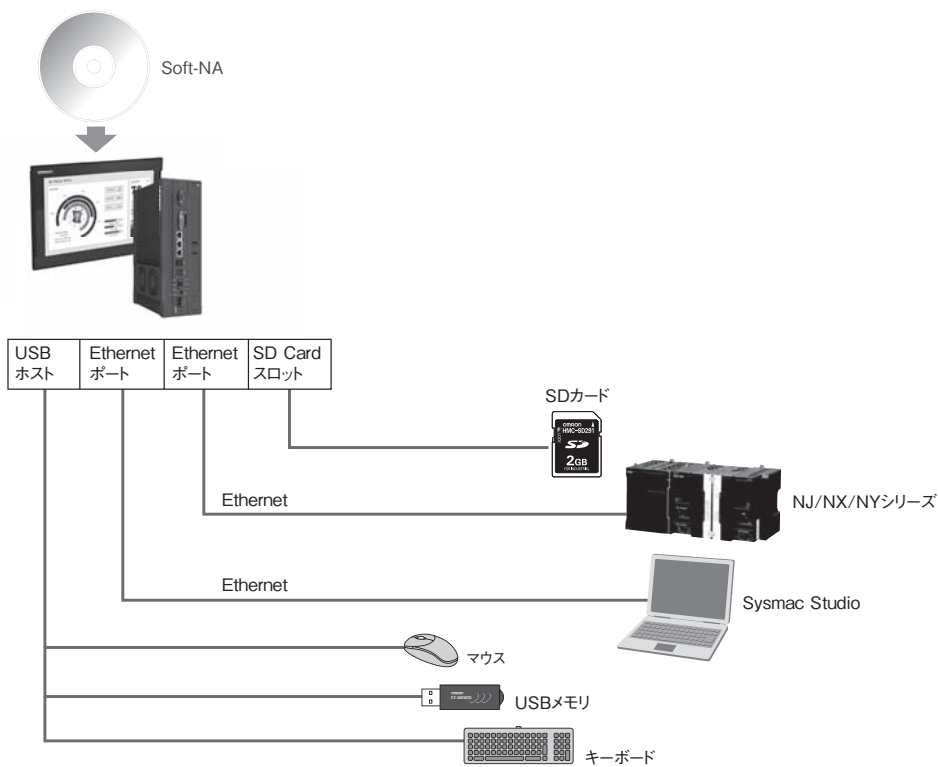 Soft-NA
USB
ホスト
Ethernet
ポート
Ethernet
ポート
SD Card
スロット
SDカード
omron
HMC-SD291
2GB
Ethernet
NJ/NX/NYシリーズ
Ethernet
Sysmac Studio
マウス
omron
USBメモリ
キーボード